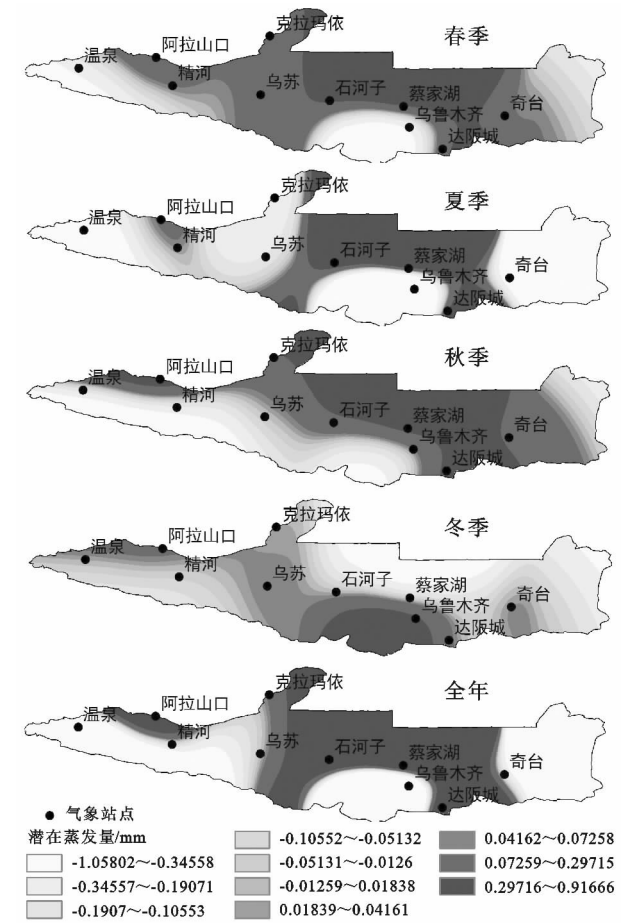 克拉玛依
春季
阿拉山口
温泉
精河
乌苏
石河子
蔡家湖
乌鲁木齐
奇台
达阪城
克拉玛依
夏季
阿拉山口
温泉
精河
乌苏
石河子
蔡家湖
乌鲁木齐
奇台
达阪城
克拉玛依
秋季
阿拉山口
温泉
精河
乌苏
石河子
蔡家湖
乌鲁木齐
奇台
达阪城
克拉玛依
冬季
阿拉山口
温泉
精河
乌苏
石河子
蔡家湖
乌鲁木齐
奇台
达阪城
克拉玛依
全年
阿拉山口
温泉
精河
乌苏
石河子
蔡家湖
乌鲁木齐
奇台
达阪城
气象站点
潜在蒸发量/mm
-1.05802～-0.34558
-0.34557～-0.19071
-0.1907～-0.10553
-0.10552～-0.05132
-0.05131～-0.0126
-0.01259～0.01838
0.01839～0.04161
0.04162～0.07258
0.07259～0.29715
0.29716～0.91666